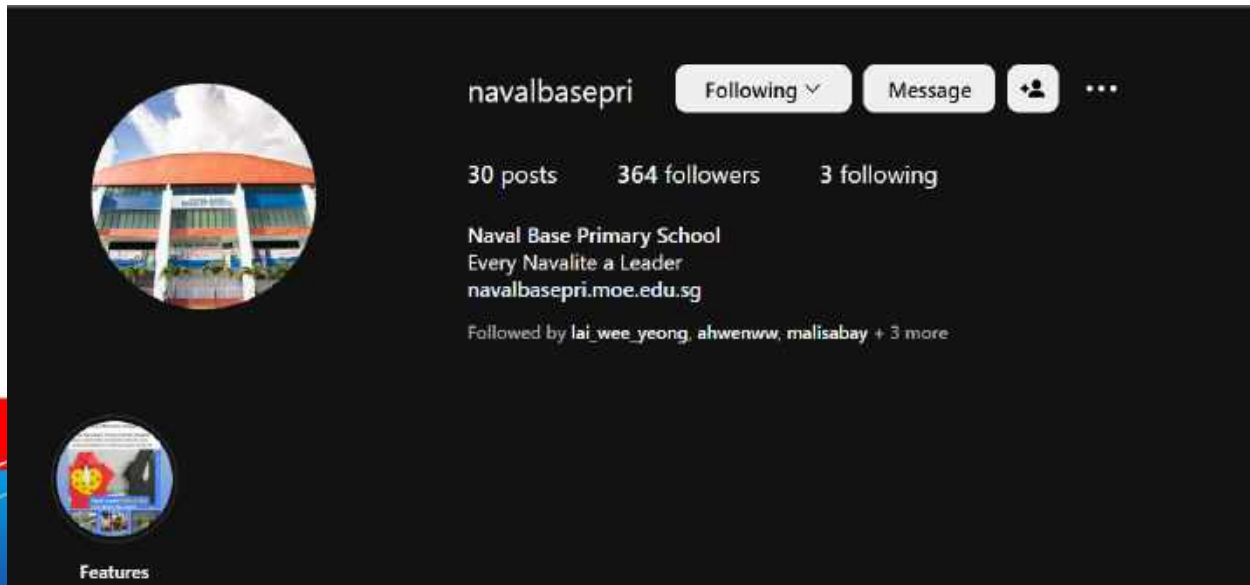 navalbasepri Following Message
30 posts 364 followers 3 following
Naval Base Primary School
Every Navalite a Leader
navalbasepri.moe.edu.sg
Followed by lai_wee_yeong, ahwenww, malisabay + 3 more
Features